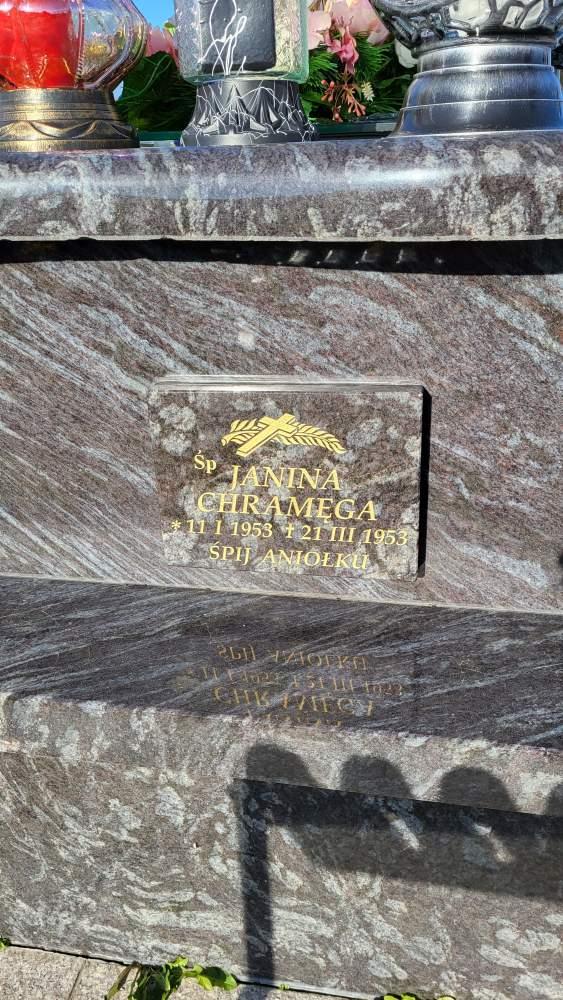 Śp
JANINA
CHRAMĘGA
* 11 I 1953 † 21 III 1953
ŚPIJ ANIOŁKU